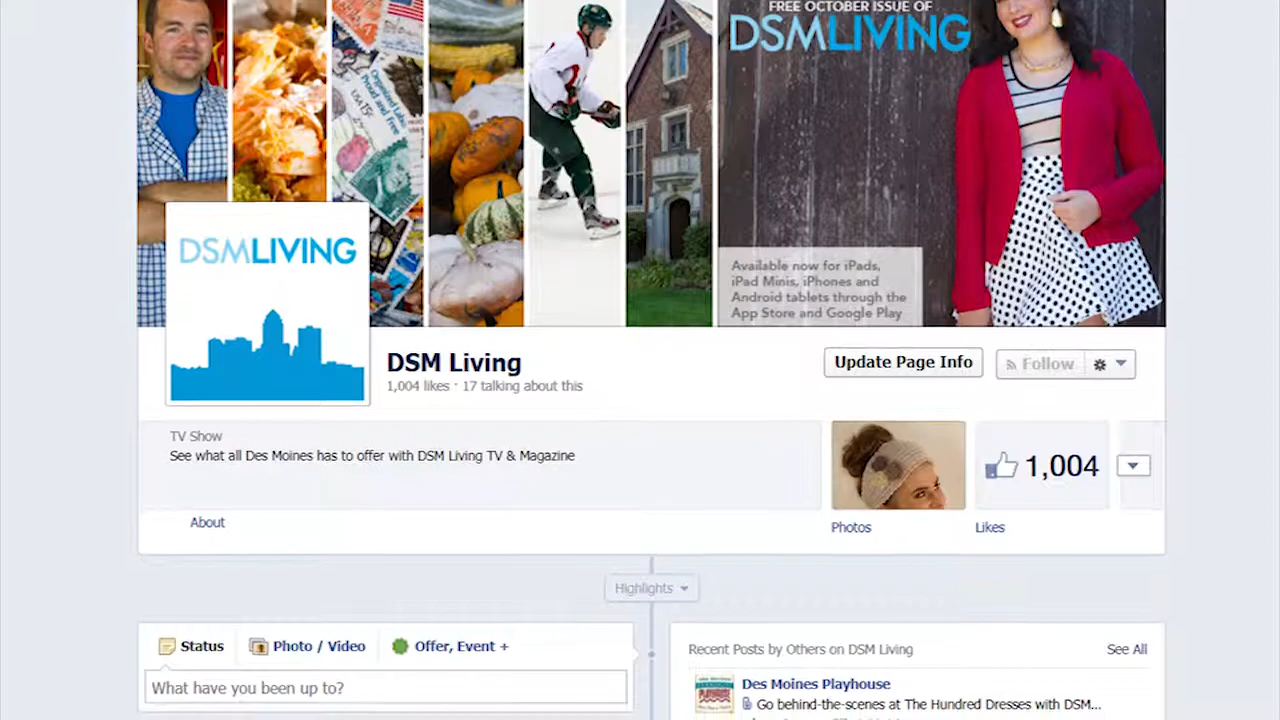 FREE OCTOBER ISSUE OF
DSMLIVING
Available now for iPads,
iPad Minis, iPhones and
Android tablets through the
App Store and Google Play
DSMLIVING
DSM Living
1,004 likes · 17 talking about this
Update Page Info
Follow
TV Show
See what all Des Moines has to offer with DSM Living TV & Magazine
1,004
About
Photos
Likes
Highlights
Status
Photo / Video
Offer, Event +
What have you been up to?
Recent Posts by Others on DSM Living
See All
Des Moines Playhouse
Go behind-the-scenes at The Hundred Dresses with DSM...